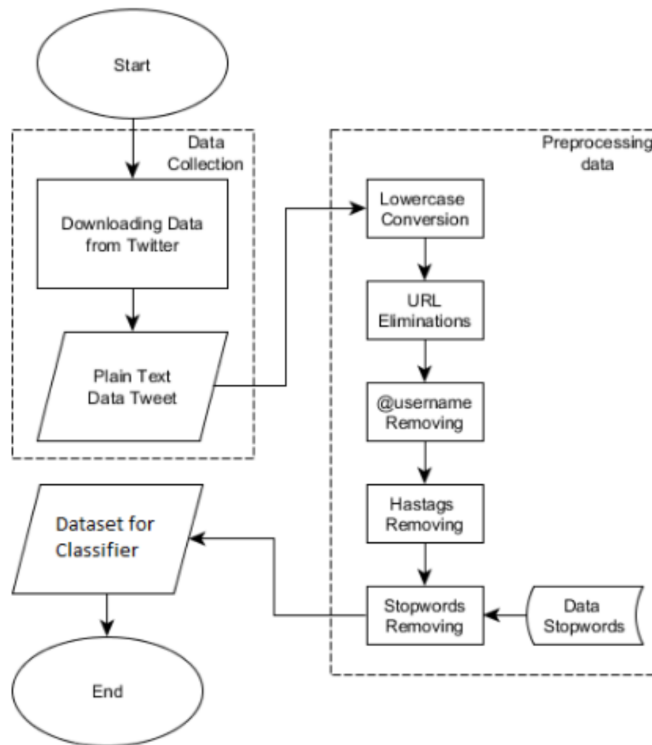 Start
Data
Collection
Downloading Data
from Twitter
Plain Text
Data Tweet
Preprocessing
data
Lowercase
Conversion
URL
Eliminations
@username
Removing
Hastags
Removing
Stopwords
Removing
Data
Stopwords
Dataset for
Classifier
End